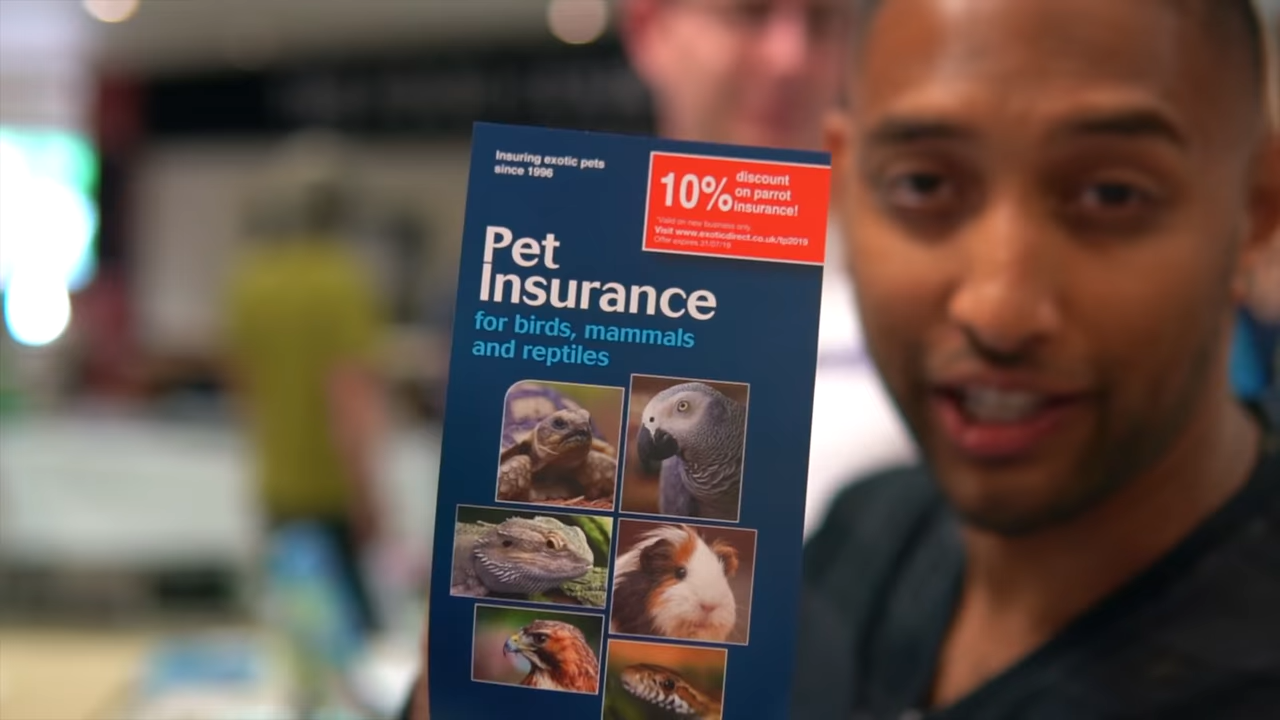 Insuring exotic pets
since 1996
10%
discount
on parrot
insurance!
*Valid on new business only.
Visit www.exoticdirect.co.uk/tp2019
Offer expires 31/07/19
Pet
Insurance
for birds, mammals
and reptiles